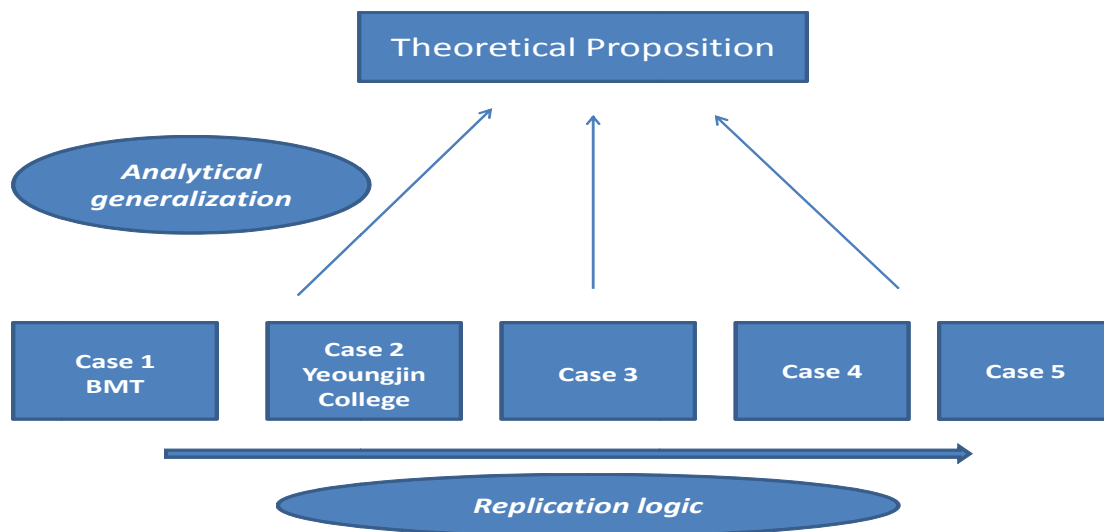 Theoretical Proposition
Analytical
generalization
Case 1
BMT
Case 2
Yeoungjin
College
Case 3
Case 4
Case 5
Replication logic